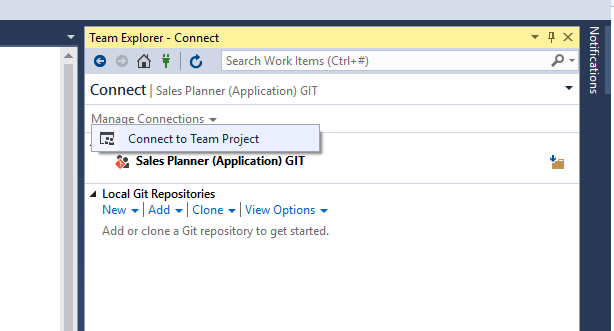 Team Explorer - Connect
Search Work Items (Ctrl+#)
Connect | Sales Planner (Application) GIT
Manage Connections
Connect to Team Project
Sales Planner (Application) GIT
Local Git Repositories
New | Add | Clone | View Options
Add or clone a Git repository to get started.
Notifications